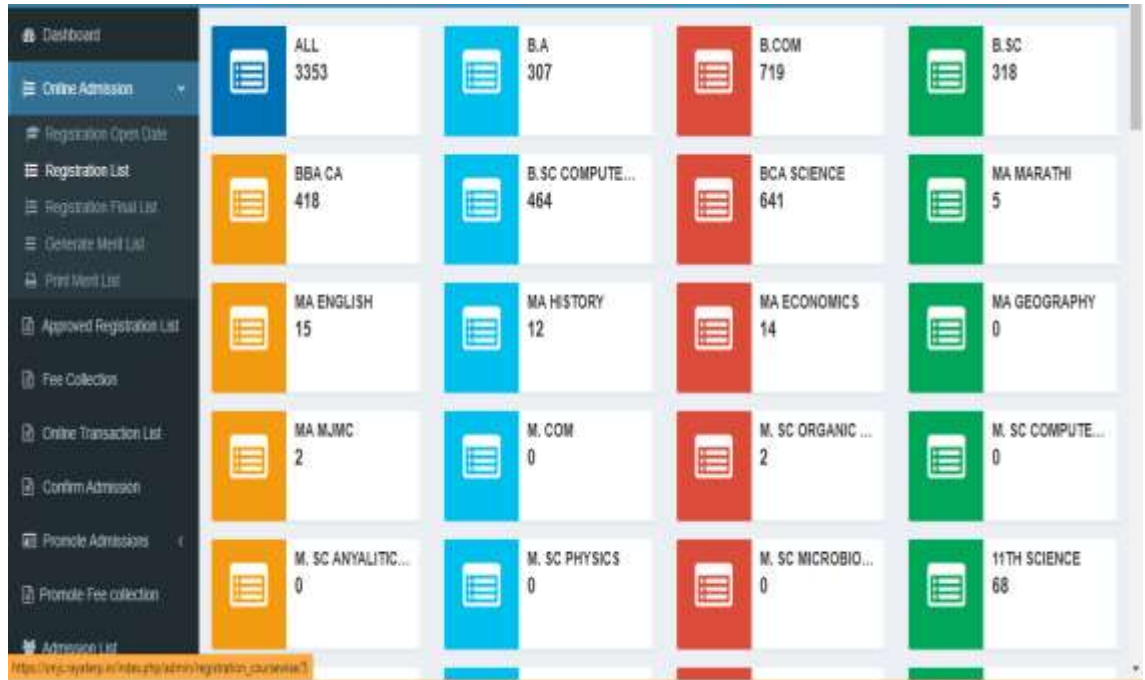 Dashboard
Online Admission
Registration Open Date
Registration List
Registration Final List
Generate Merit List
Print Merit List
Approved Registration List
Fee Collection
Online Transaction List
Confirm Admission
Promote Admissions
Promote Fee collection
Admission List
ALL
3353
B.A
307
B.COM
719
B.SC
318
BBA CA
418
B.SC COMPUTE...
464
BCA SCIENCE
641
MA MARATHI
5
MA ENGLISH
15
MA HISTORY
12
MA ECONOMICS
14
MA GEOGRAPHY
0
MA MJMC
2
M. COM
0
M. SC ORGANIC ...
2
M. SC COMPUTE...
0
M. SC ANYALITIC...
0
M. SC PHYSICS
0
M. SC MICROBIO...
0
11TH SCIENCE
68